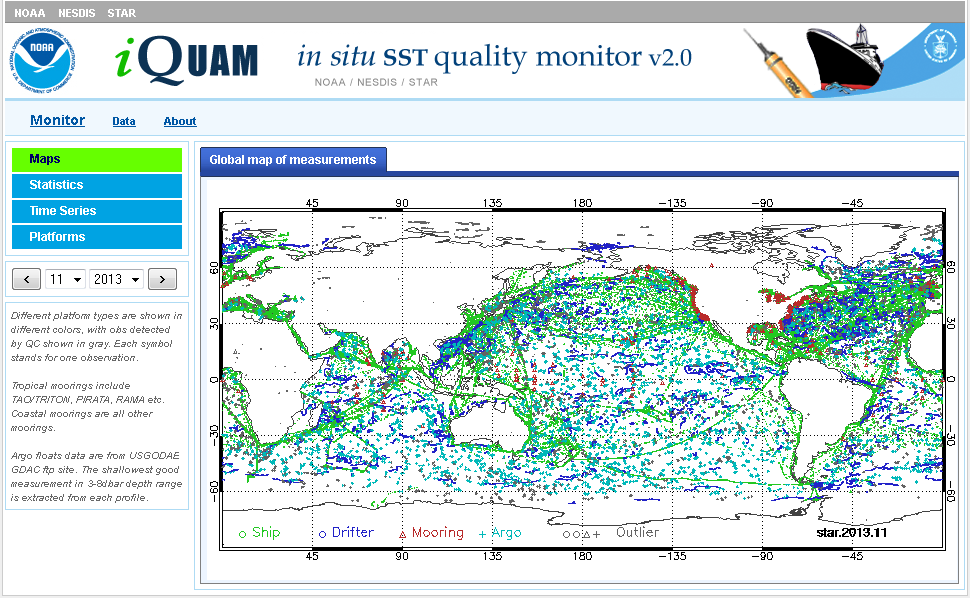 NOAA NESDIS STAR
NOAA
iQUAM
in situ SST quality monitor v2.0
NOAA / NESDIS / STAR
Monitor Data About
Maps
Statistics
Time Series
Platforms
< 11 2013 >
Different platform types are shown in
different colors, with obs detected
by QC shown in gray. Each symbol
stands for one observation.
Tropical moorings include
TAO/TRITON, PIRATA, RAMA etc.
Coastal moorings are all other
moorings.
Argo floats data are from USGODAE
GDAC ftp site. The shallowest good
measurement in 3-8dbar depth range
is extracted from each profile.
Global map of measurements
45 90 135 180 -135 -90 -45
60 60
30 30
0 0
-30 -30
-60 -60
Ship Drifter Mooring Argo Outlier
star.2013.11
45 90 135 180 -135 -90 -45